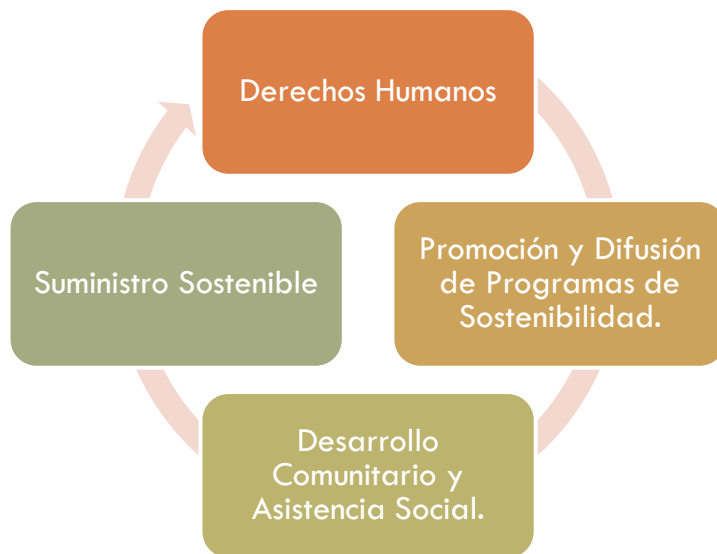 Derechos Humanos
Promoción y Difusión
de Programas de
Sostenibilidad.
Desarrollo
Comunitario y
Asistencia Social.
Suministro Sostenible